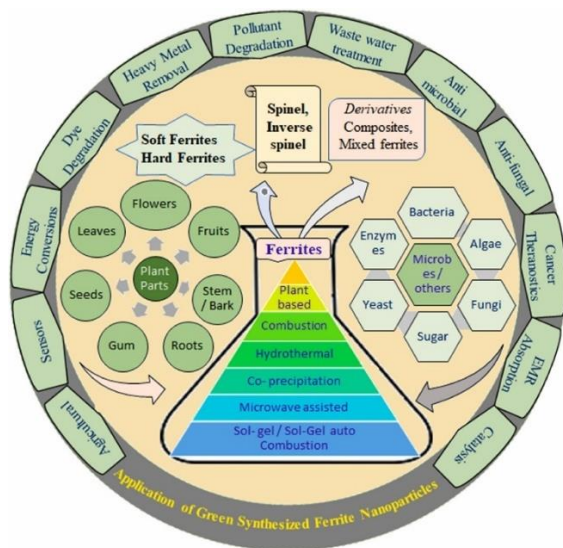 Agricultural
Sensors
Energy
Conversions
Dye
Degradation
Heavy Metal
Removal
Pollutant
Degradation
Waste water
treatment
Anti
microbial
Anti-fungal
Cancer
Theranostics
EMR
Absorption
Catalysis
Soft Ferrites
Hard Ferrites
Spinel,
Inverse
spinel
Derivatives
Composites,
Mixed ferrites
Flowers
Leaves
Fruits
Plant
Parts
Seeds
Stem
/ Bark
Gum
Roots
Ferrites
Plant
based
Combustion
Hydrothermal
Co- precipitation
Microwave assisted
Sol- gel / Sol-Gel auto
Combustion
Bacteria
Enzym
es
Algae
Microb
es /
others
Yeast
Fungi
Sugar
Application of Green Synthesized Ferrite Nanoparticles